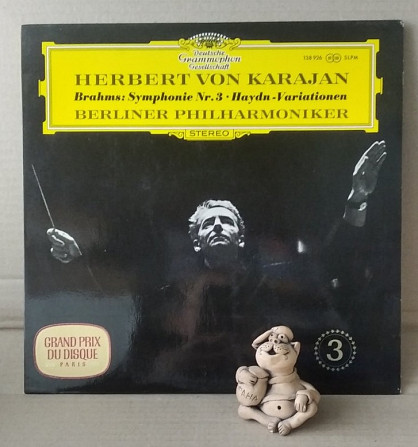 Deutsche
Grammophon
Gesellschaft
138 926 SLPM
HERBERT VON KARAJAN
Brahms: Symphonie Nr. 3 · Haydn-Variationen
BERLINER PHILHARMONIKER
STEREO
GRAND PRIX
DU DISQUE
PARIS
3